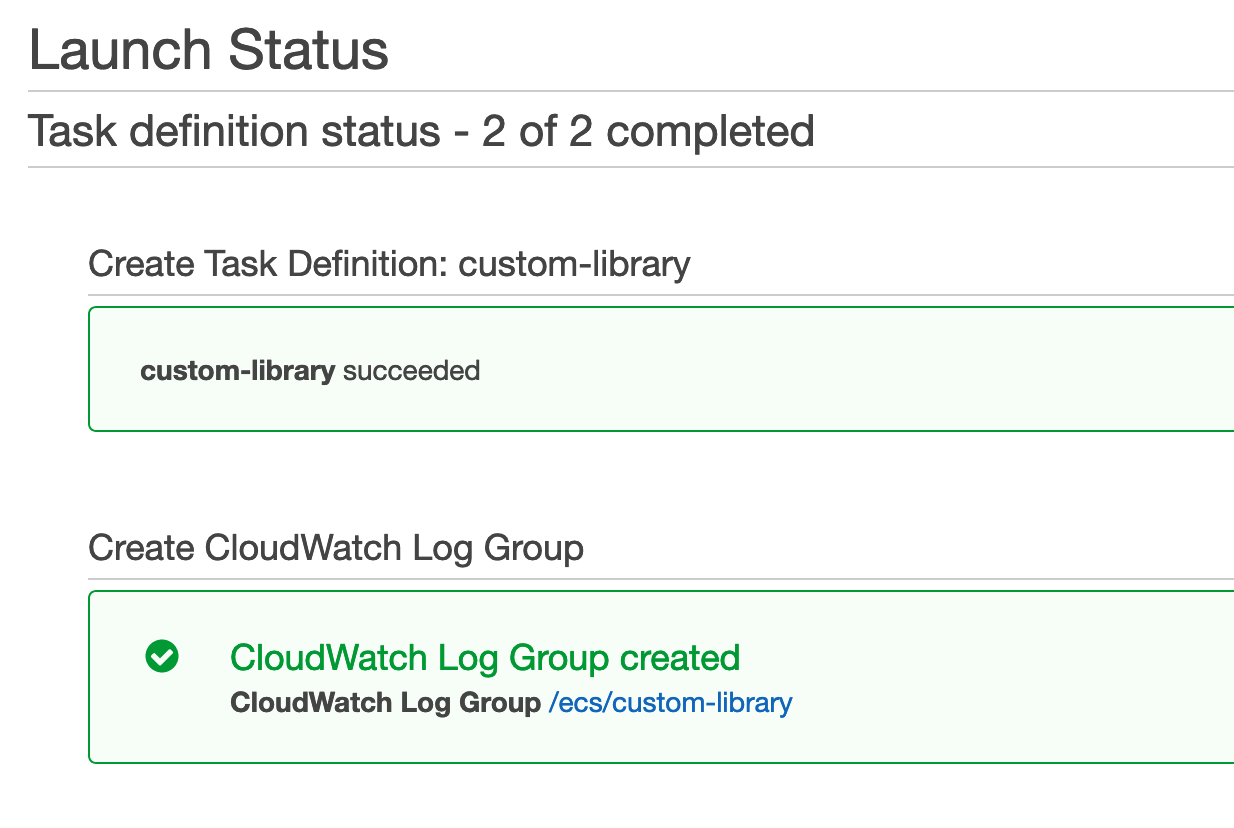 Launch Status
Task definition status - 2 of 2 completed
Create Task Definition: custom-library
custom-library succeeded
Create CloudWatch Log Group
CloudWatch Log Group created
CloudWatch Log Group /ecs/custom-library